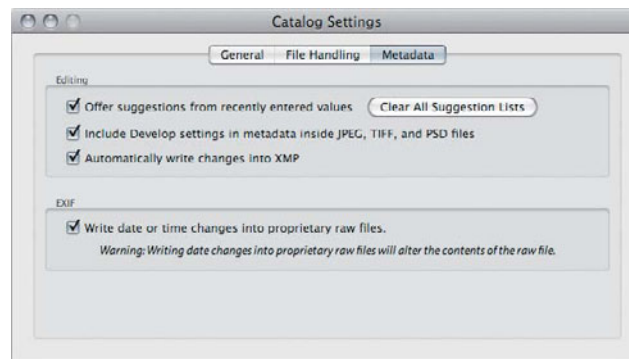 Catalog Settings
General File Handling Metadata
Editing
Offer suggestions from recently entered values Clear All Suggestion Lists
Include Develop settings in metadata inside JPEG, TIFF, and PSD files
Automatically write changes into XMP
EXIF
Write date or time changes into proprietary raw files.
Warning: Writing date changes into proprietary raw files will alter the contents of the raw file.